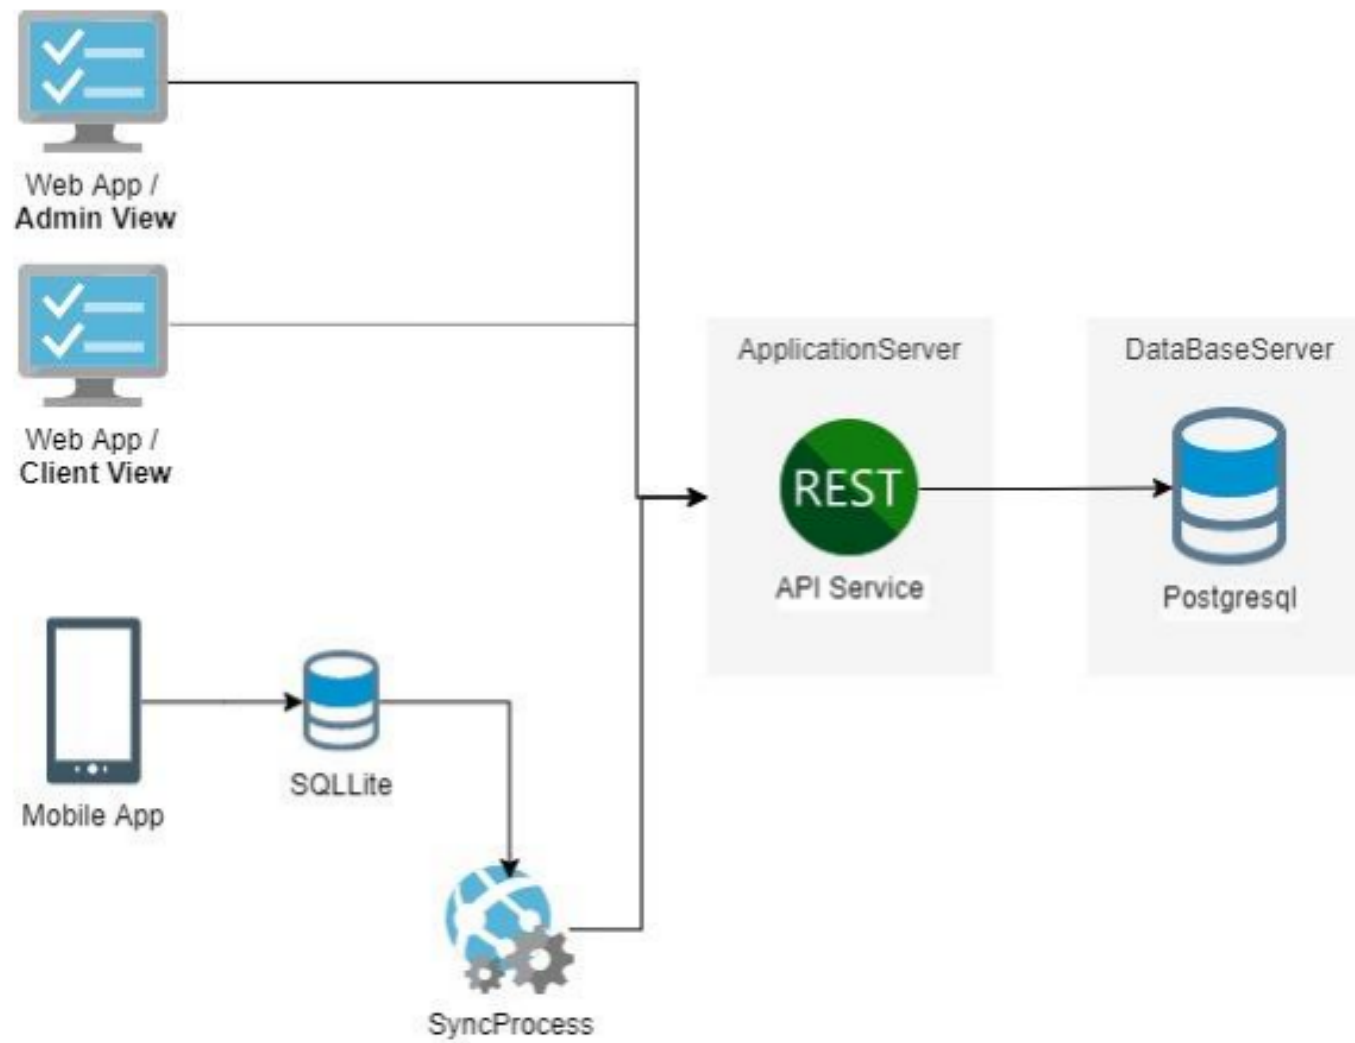 Web App /
Admin View
Web App /
Client View
ApplicationServer
REST
API Service
DataBaseServer
Postgresql
Mobile App
SQLLite
SyncProcess